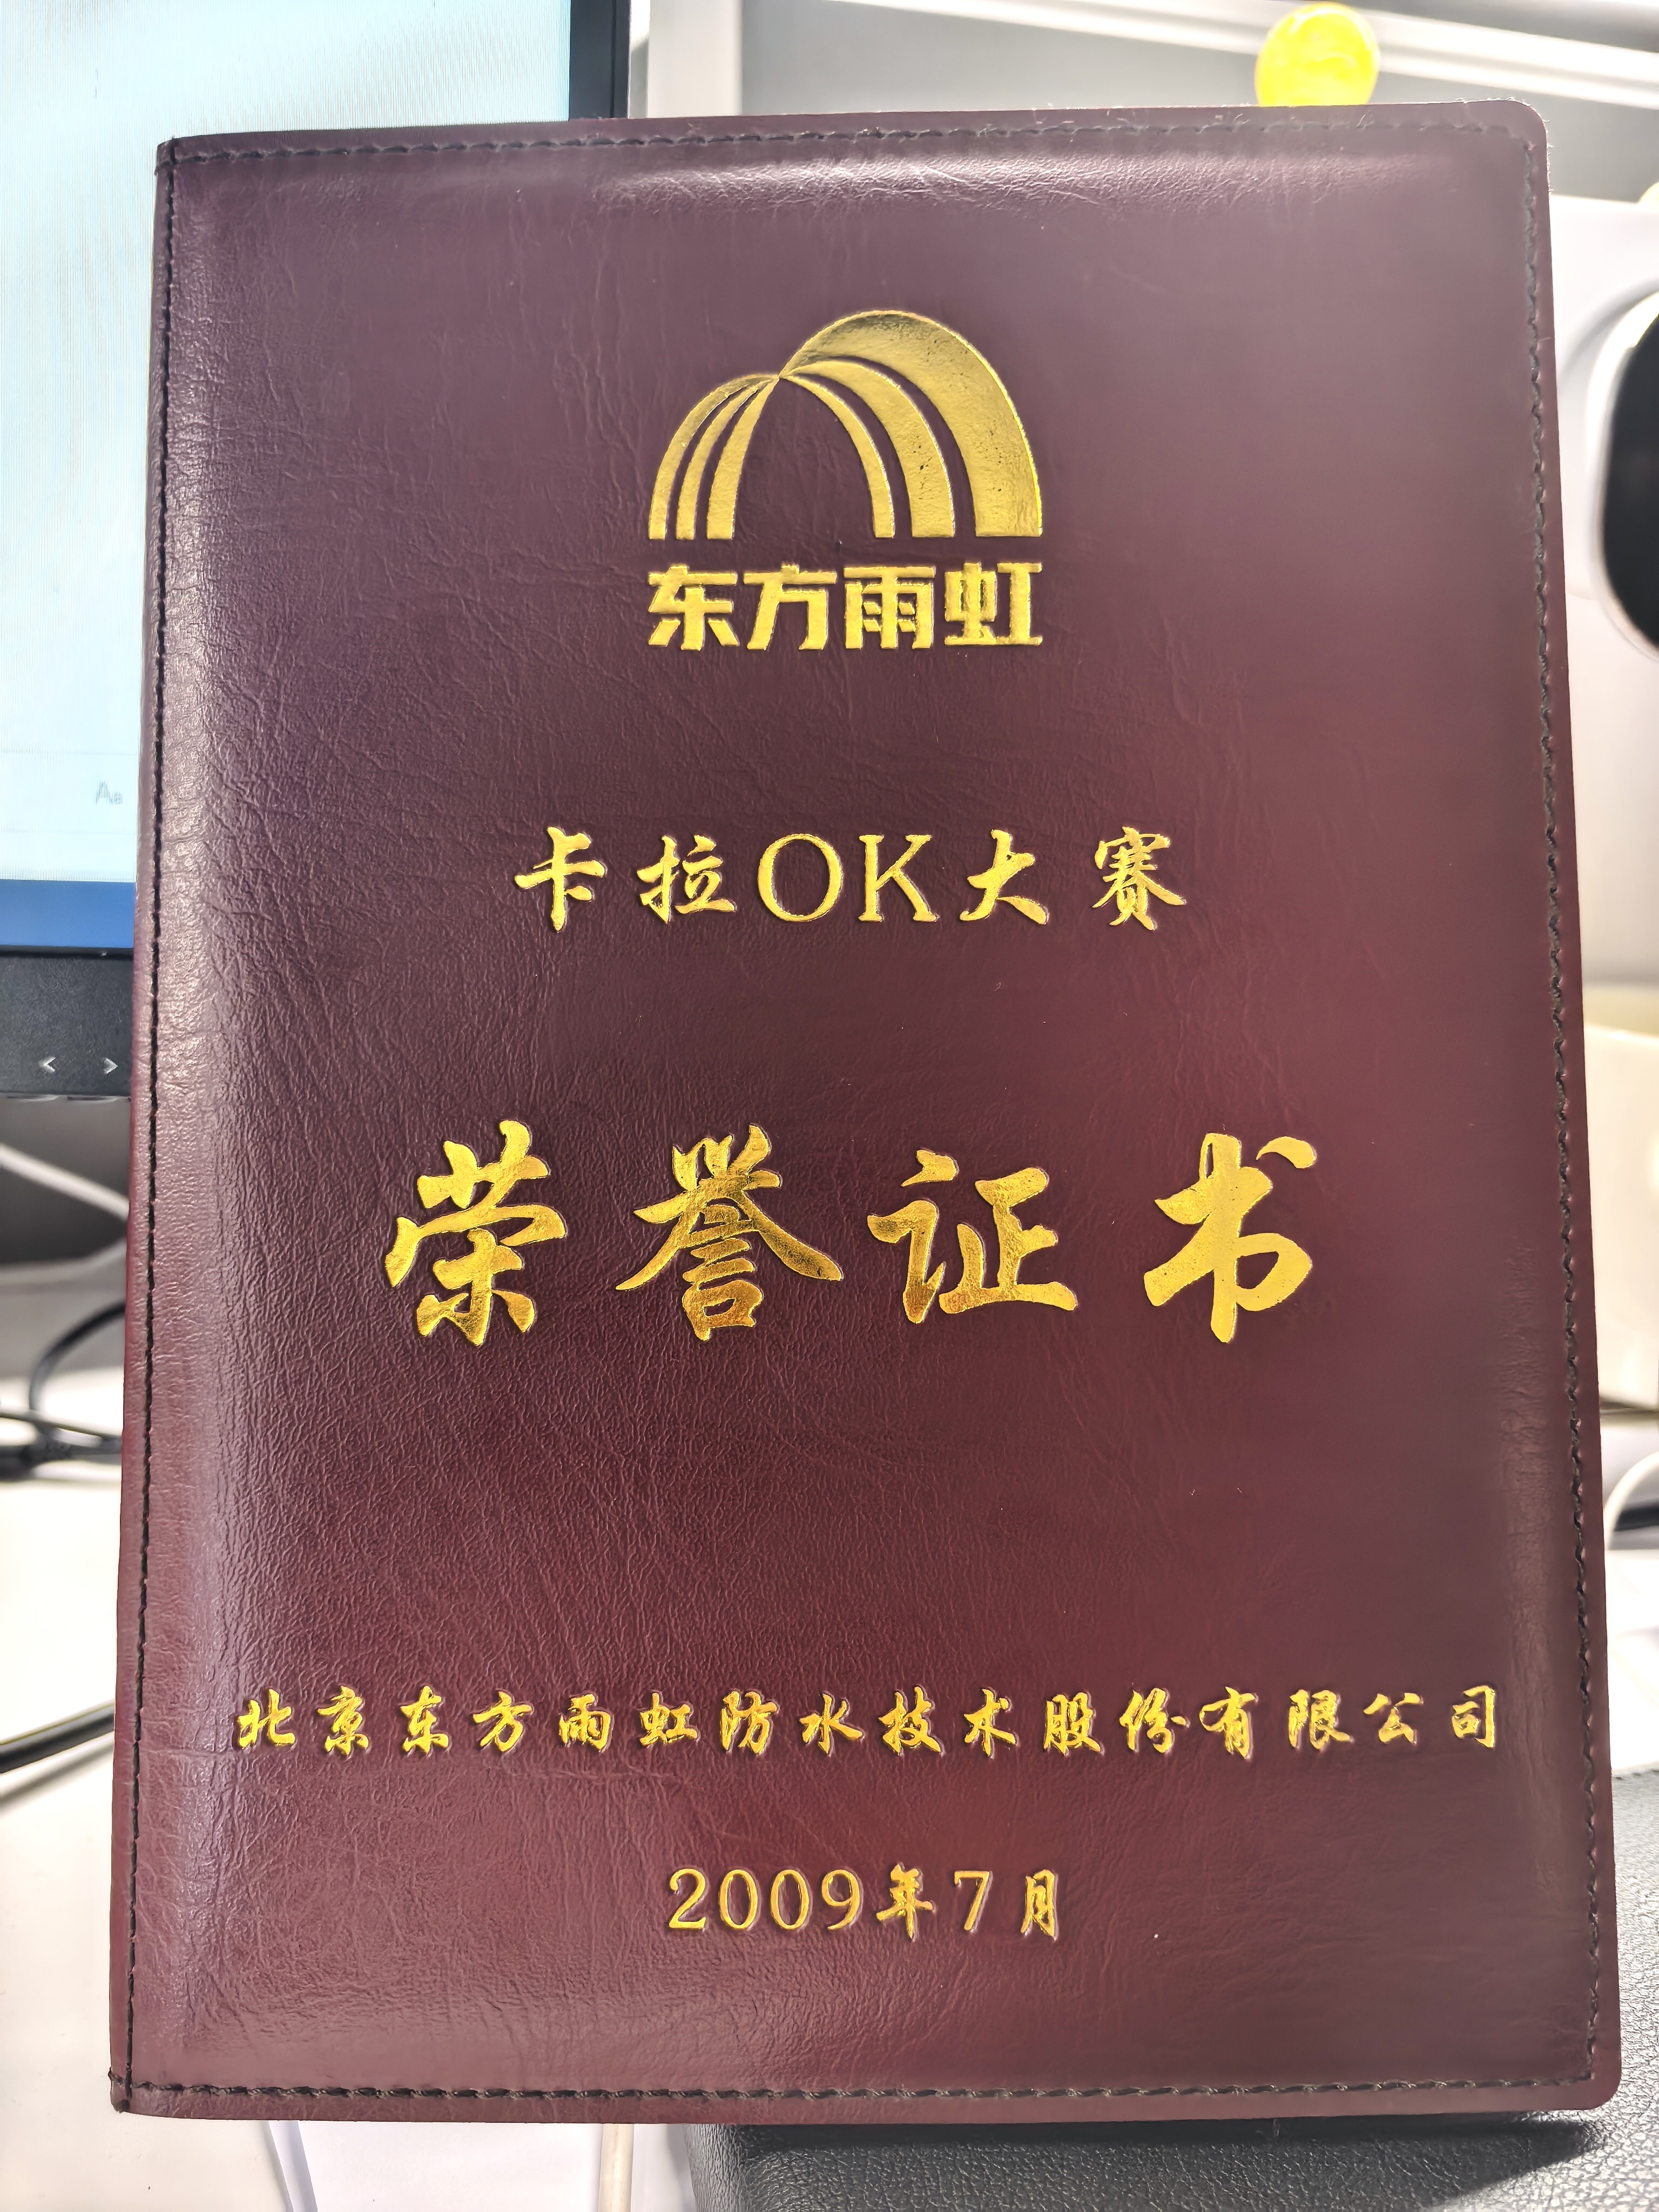 东方雨虹
卡拉OK大赛
荣誉证书
北京东方雨虹防水技术股份有限公司
2009年7月
Aa